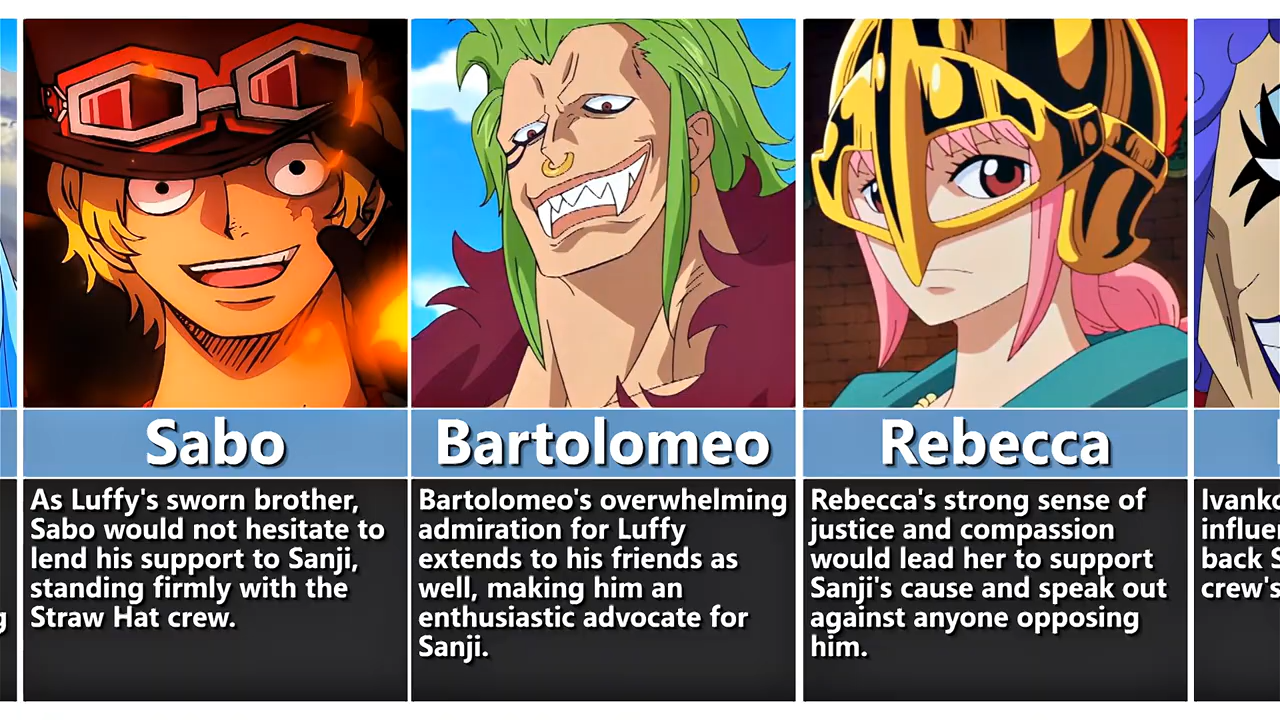 Sabo
As Luffy's sworn brother,
Sabo would not hesitate to
lend his support to Sanji,
standing firmly with the
Straw Hat crew.
Bartolomeo
Bartolomeo's overwhelming
admiration for Luffy
extends to his friends as
well, making him an
enthusiastic advocate for
Sanji.
Rebecca
Rebecca's strong sense of
justice and compassion
would lead her to support
Sanji's cause and speak out
against anyone opposing
him.
back
crew's